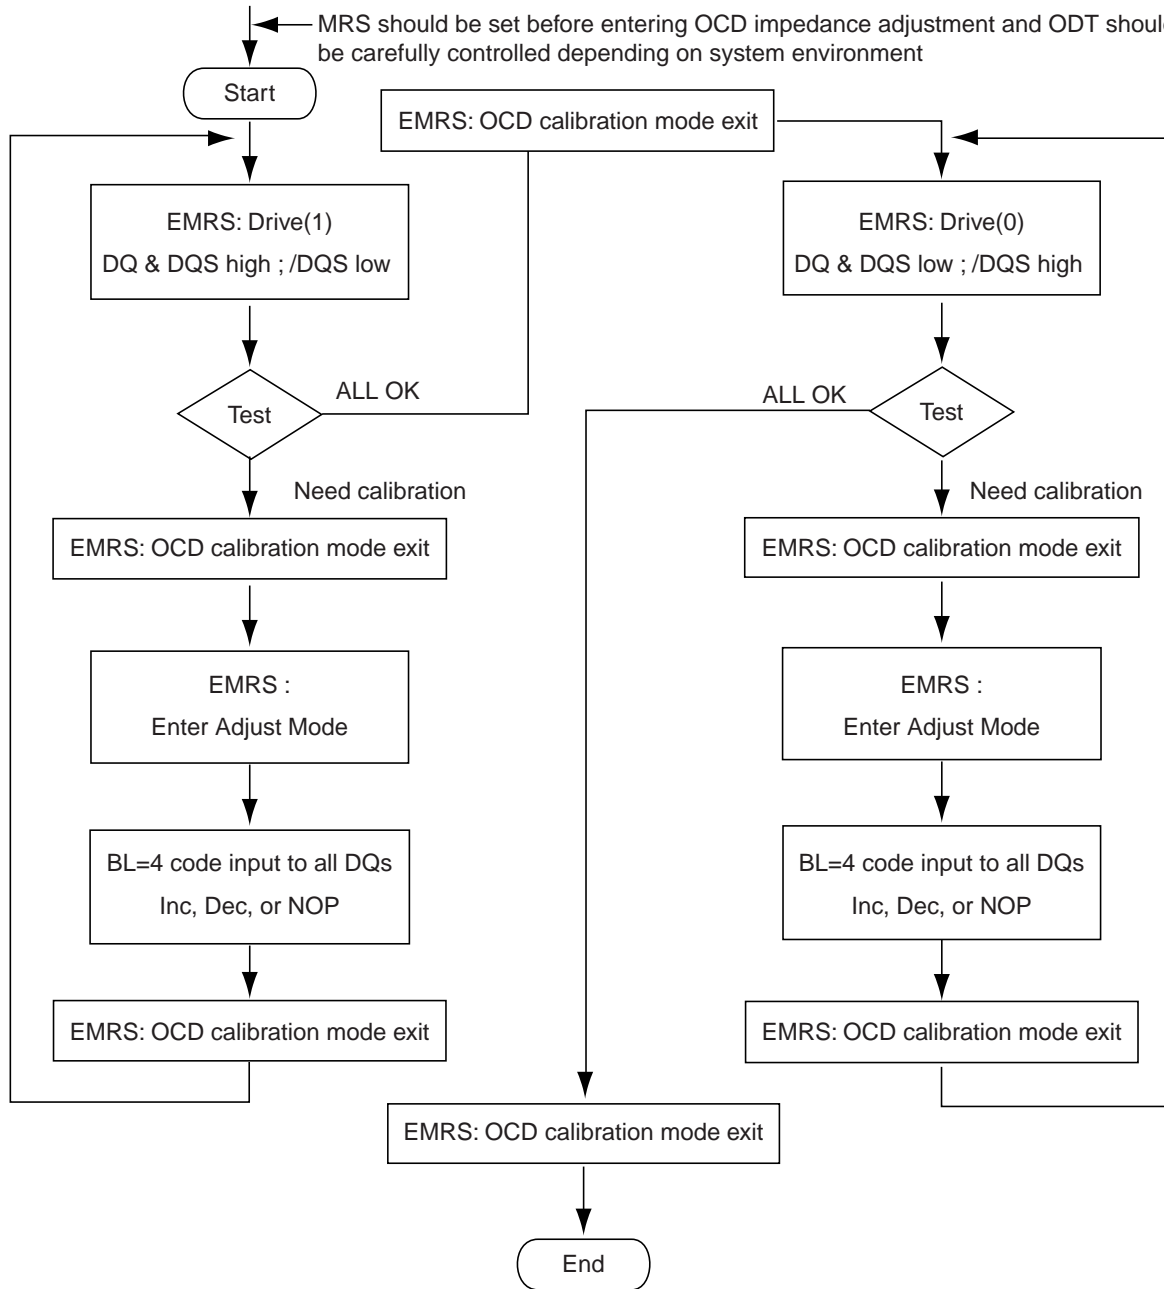 MRS should be set before entering OCD impedance adjustment and ODT shoul
be carefully controlled depending on system environment
Start
EMRS: OCD calibration mode exit
EMRS: Drive(1)
DQ & DQS high ; /DQS low
EMRS: Drive(0)
DQ & DQS low ; /DQS high
Test
ALL OK
ALL OK
Test
Need calibration
Need calibration
EMRS: OCD calibration mode exit
EMRS: OCD calibration mode exit
EMRS :
Enter Adjust Mode
EMRS :
Enter Adjust Mode
BL=4 code input to all DQs
Inc, Dec, or NOP
BL=4 code input to all DQs
Inc, Dec, or NOP
EMRS: OCD calibration mode exit
EMRS: OCD calibration mode exit
EMRS: OCD calibration mode exit
End